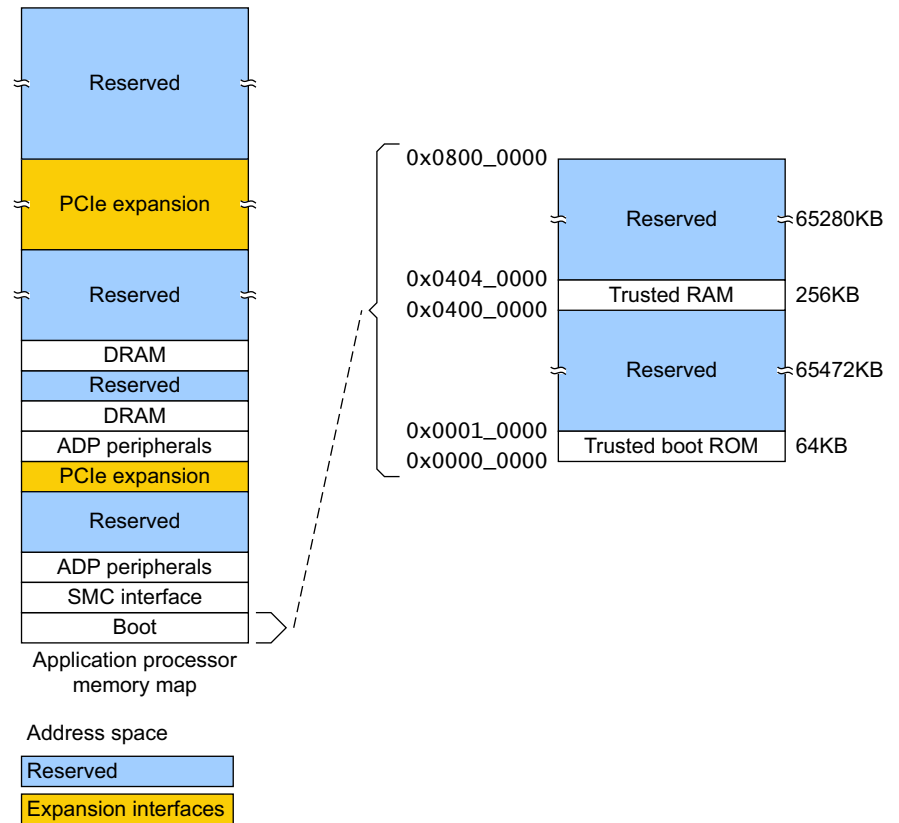 Reserved
PCIe expansion
Reserved
DRAM
Reserved
DRAM
ADP peripherals
PCIe expansion
Reserved
ADP peripherals
SMC interface
Boot
Application processor
memory map
0x0800_0000
Reserved
65280KB
0x0404_0000
Trusted RAM
256KB
0x0400_0000
Reserved
65472KB
0x0001_0000
Trusted boot ROM
64KB
0x0000_0000
Address space
Reserved
Expansion interfaces